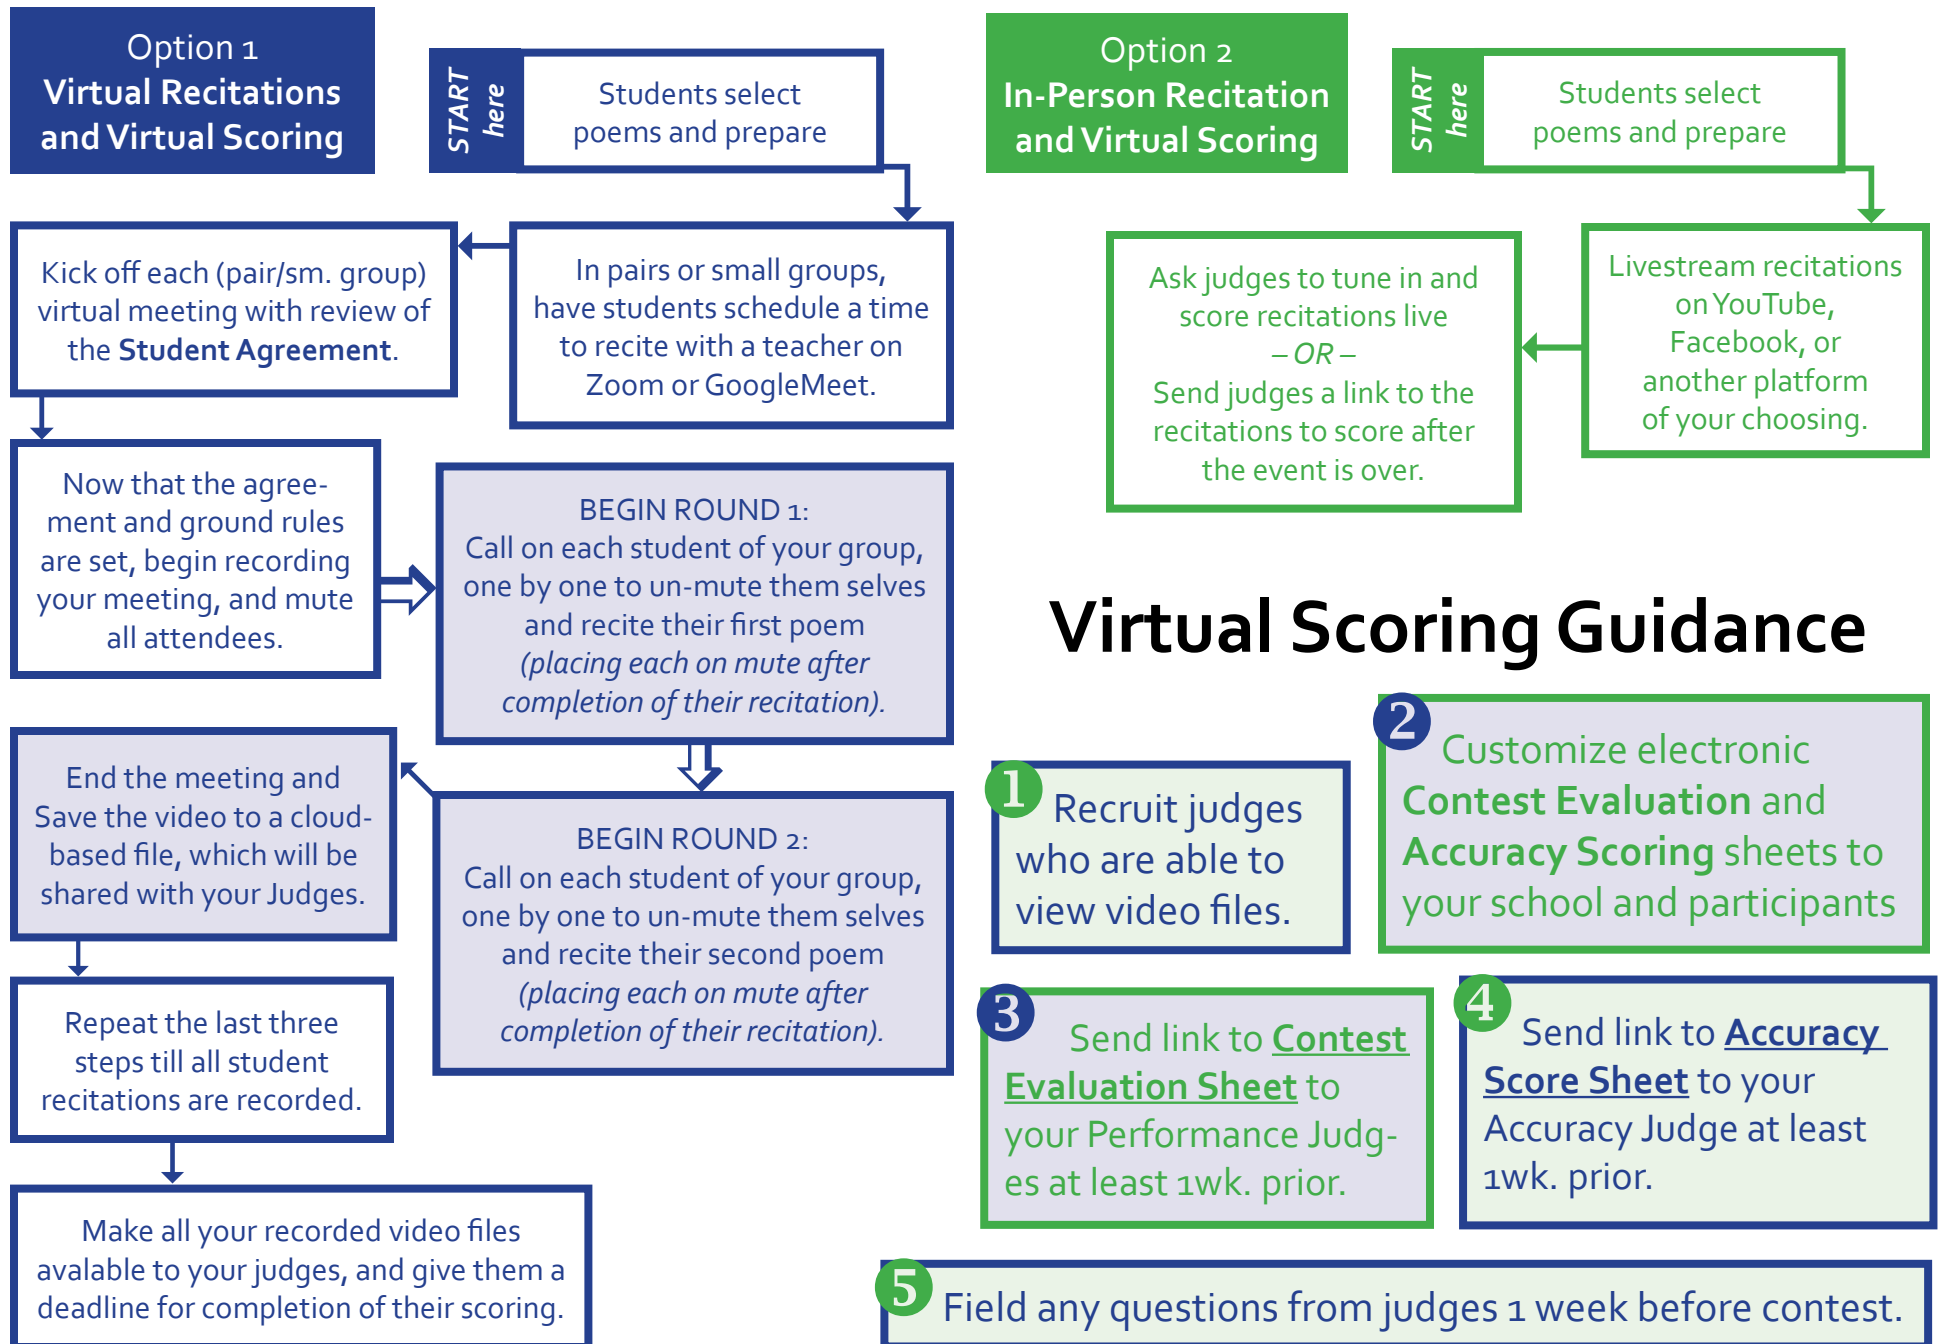 Option 1
Virtual Recitations
and Virtual Scoring
START
here
Students select
poems and prepare
In pairs or small groups,
have students schedule a time
to recite with a teacher on
Zoom or GoogleMeet.
Kick off each (pair/sm. group)
virtual meeting with review of
the Student Agreement.
Now that the agree-
ment and ground rules
are set, begin recording
your meeting, and mute
all attendees.
BEGIN ROUND 1:
Call on each student of your group,
one by one to un-mute them selves
and recite their first poem
(placing each on mute after
completion of their recitation).
BEGIN ROUND 2:
Call on each student of your group,
one by one to un-mute them selves
and recite their second poem
(placing each on mute after
completion of their recitation).
End the meeting and
Save the video to a cloud-
based file, which will be
shared with your Judges.
Repeat the last three
steps till all student
recitations are recorded.
Make all your recorded video files
avalable to your judges, and give them a
deadline for completion of their scoring.
Option 2
In-Person Recitation
and Virtual Scoring
START
here
Students select
poems and prepare
Livestream recitations
on YouTube,
Facebook, or
another platform
of your choosing.
Ask judges to tune in and
score recitations live
– OR –
Send judges a link to the
recitations to score after
the event is over.
Virtual Scoring Guidance
1
Recruit judges
who are able to
view video files.
2
Customize electronic
Contest Evaluation and
Accuracy Scoring sheets to
your school and participants
3
Send link to Contest
Evaluation Sheet to
your Performance Judg-
es at least 1wk. prior.
4
Send link to Accuracy
Score Sheet to your
Accuracy Judge at least
1wk. prior.
5
Field any questions from judges 1 week before contest.